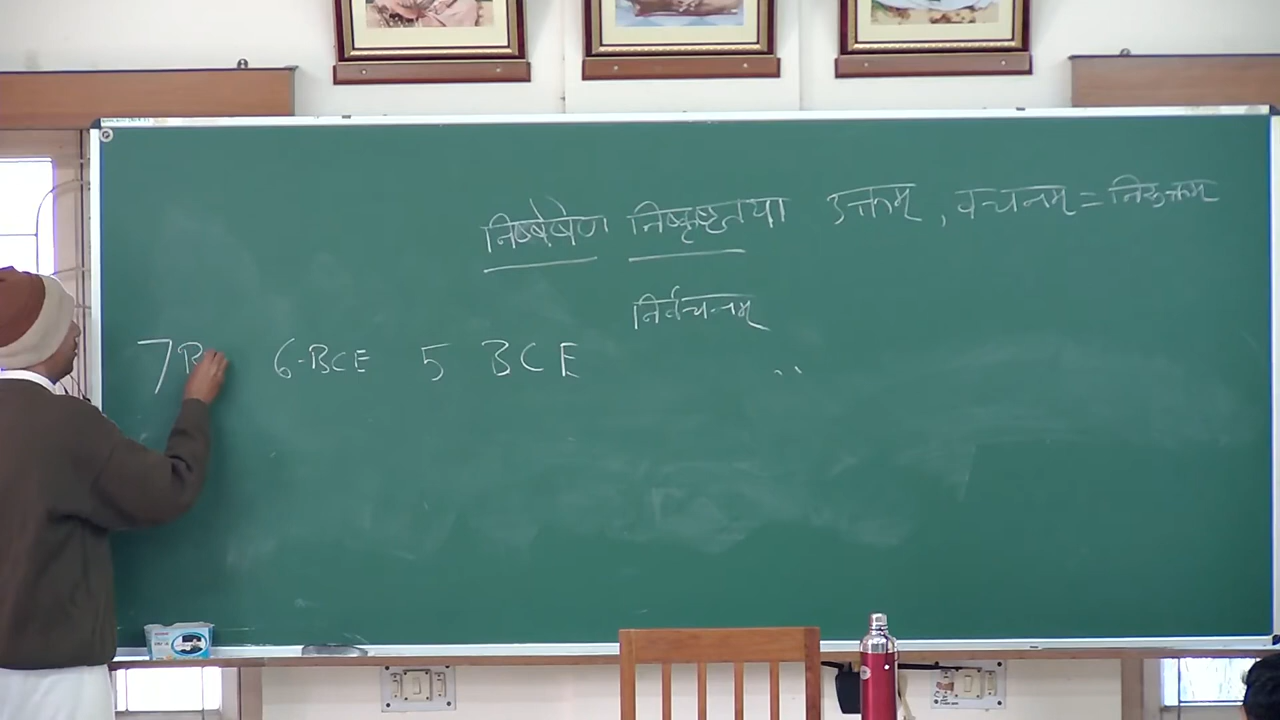 निष्षेषेण निष्कृष्टतया उक्तम् , वचनम् = निरुक्तम्
निर्वचनम्
7 B 6-BCE 5 BCE